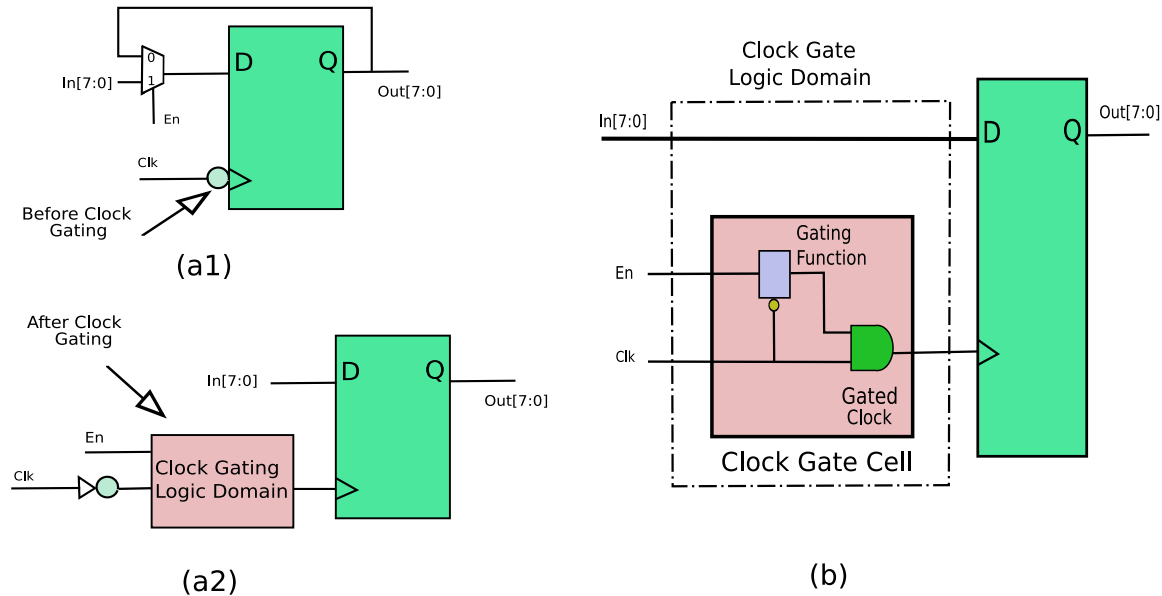 0
1
D
Q
In[7:0]
Out[7:0]
En
Clk
Before Clock
Gating
(a1)
After Clock
Gating
In[7:0]
D
Q
Out[7:0]
En
Clk
Clock Gating
Logic Domain
(a2)
Clock Gate
Logic Domain
In[7:0]
D
Q
Out[7:0]
Gating
Function
En
Clk
Gated
Clock
Clock Gate Cell
(b)